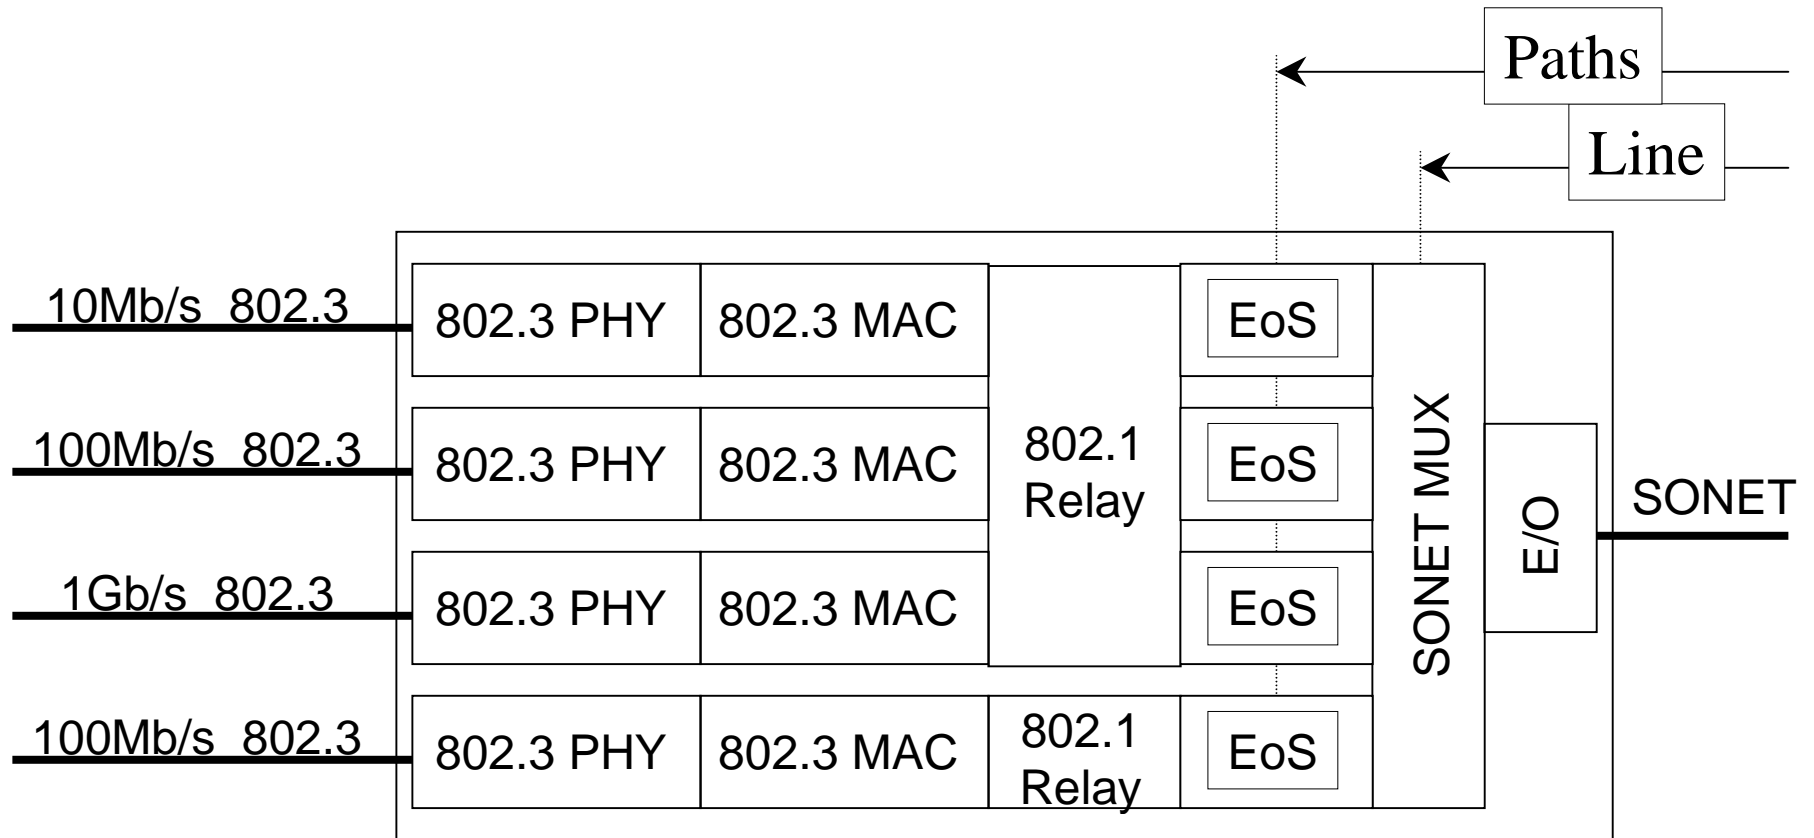 Paths
Line
10Mb/s 802.3
802.3 PHY
802.3 MAC
EoS
100Mb/s 802.3
802.3 PHY
802.3 MAC
802.1
Relay
EoS
SONET MUX
E/O
SONET
1Gb/s 802.3
802.3 PHY
802.3 MAC
EoS
100Mb/s 802.3
802.3 PHY
802.3 MAC
802.1
Relay
EoS